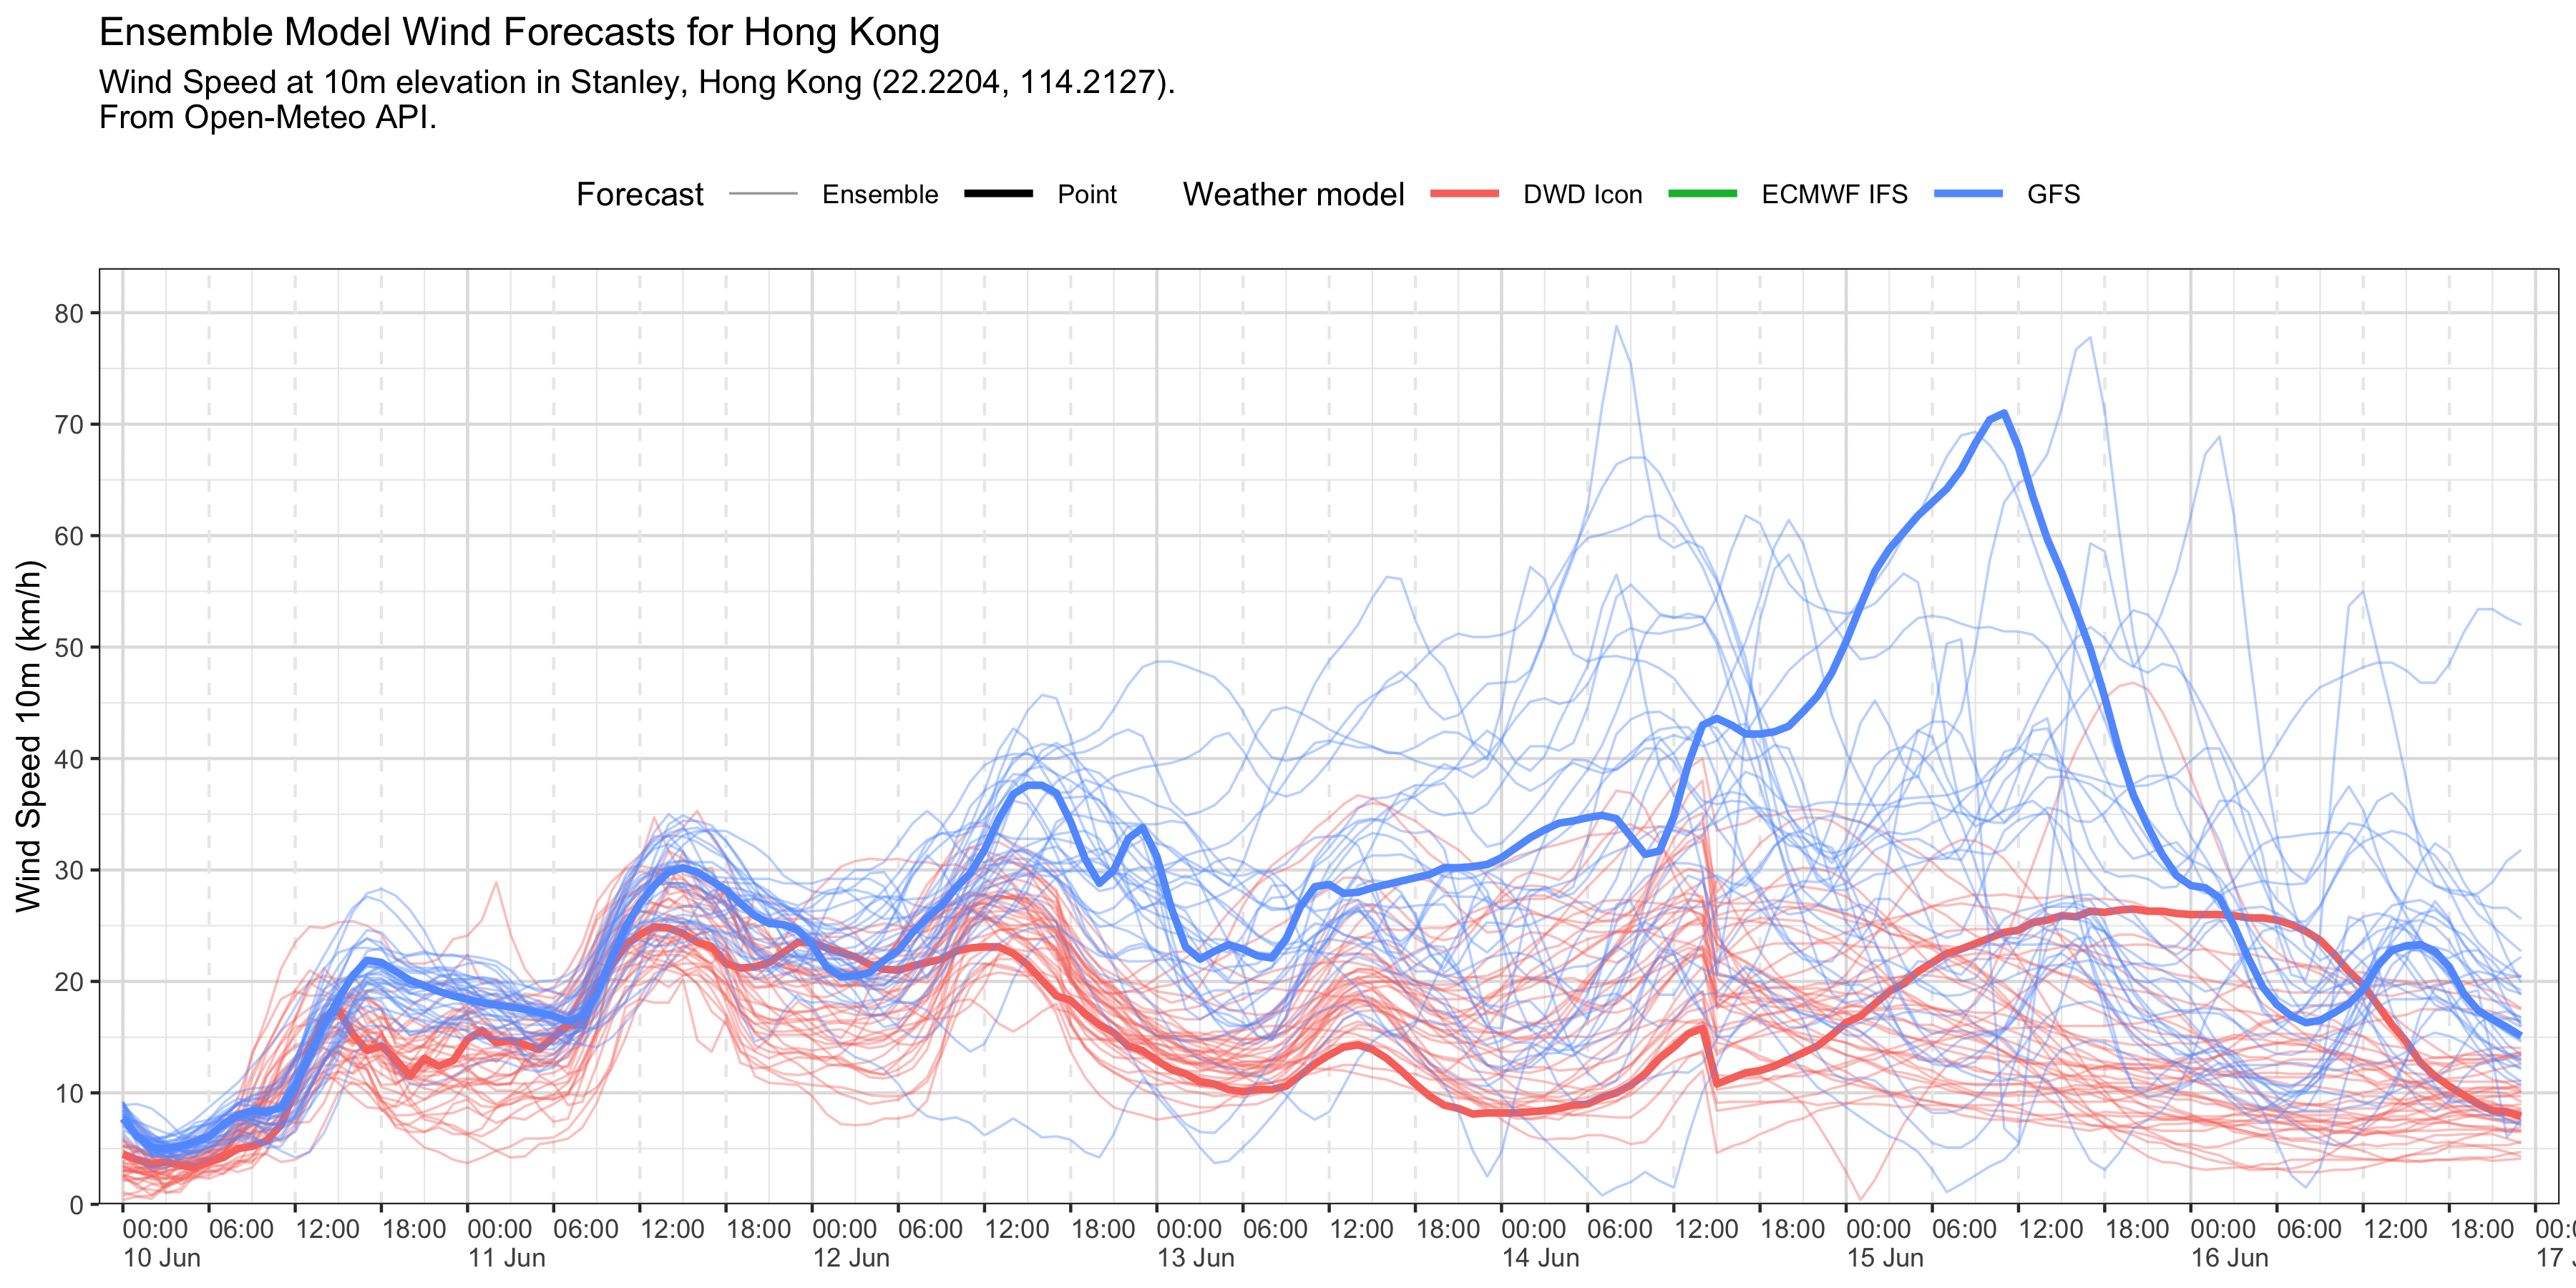 Ensemble Model Wind Forecasts for Hong Kong
Wind Speed at 10m elevation in Stanley, Hong Kong (22.2204, 114.2127).
From Open-Meteo API.
Forecast Ensemble Point Weather model DWD Icon ECMWF IFS GFS
Wind Speed 10m (km/h)
80
70
60
50
40
30
20
10
0
00:00 06:00 12:00 18:00 00:00 06:00 12:00 18:00 00:00 06:00 12:00 18:00 00:00 06:00 12:00 18:00 00:00 06:00 12:00 18:00 00:00 06:00 12:00 18:00 00:00 06:00 12:00 18:00
10 Jun 11 Jun 12 Jun 13 Jun 14 Jun 15 Jun 16 Jun 17